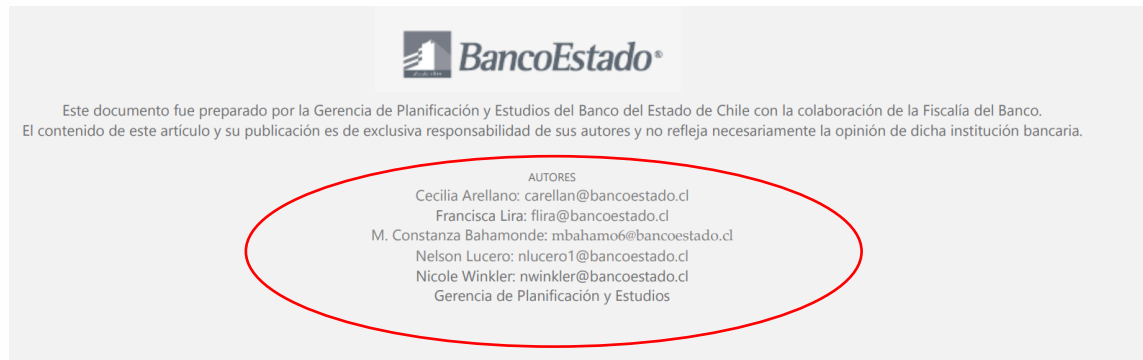 BancoEstado®
Este documento fue preparado por la Gerencia de Planificación y Estudios del Banco del Estado de Chile con la colaboración de la Fiscalía del Banco.
El contenido de este artículo y su publicación es de exclusiva responsabilidad de sus autores y no refleja necesariamente la opinión de dicha institución bancaria.
AUTORES
Cecilia Arellano: carellan@bancoestado.cl
Francisca Lira: flira@bancoestado.cl
M. Constanza Bahamonde: mbahamo6@bancoestado.cl
Nelson Lucero: nlucero1@bancoestado.cl
Nicole Winkler: nwinkler@bancoestado.cl
Gerencia de Planificación y Estudios